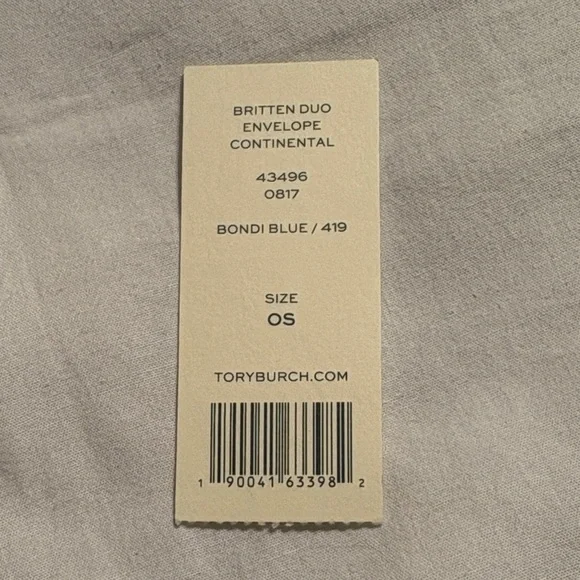 BRITTEN DUO
ENVELOPE
CONTINENTAL
43496
0817
BONDI BLUE / 419
SIZE
OS
TORYBURCH.COM
1 90041 63398 2